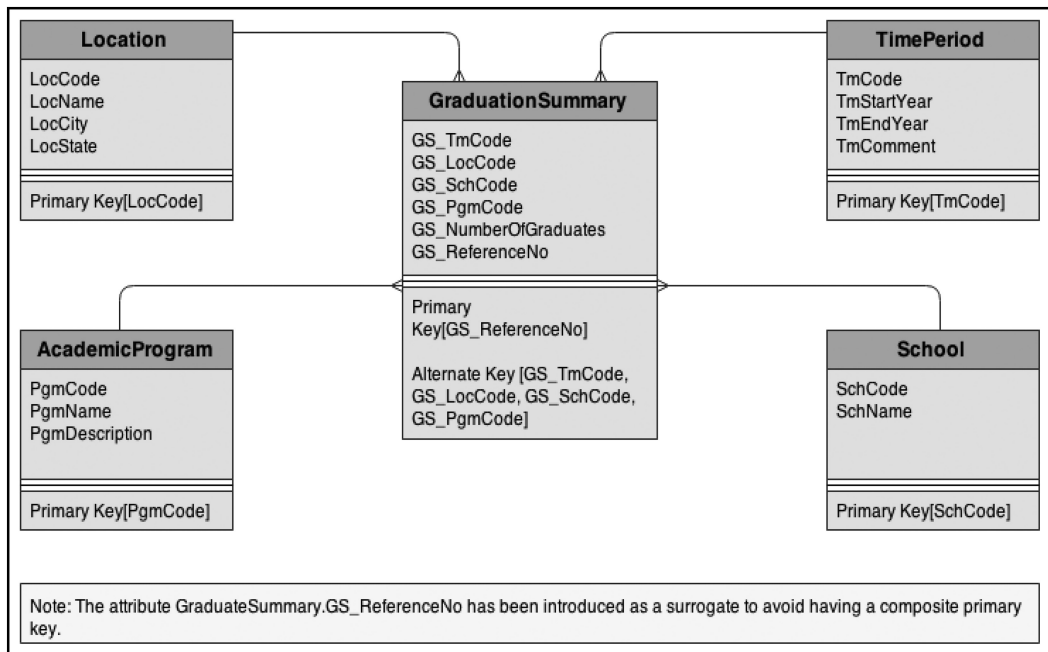 Location
LocCode
LocName
LocCity
LocState
Primary Key[LocCode]
GraduationSummary
GS_TmCode
GS_LocCode
GS_SchCode
GS_PgmCode
GS_NumberOfGraduates
GS_ReferenceNo
Primary
Key[GS_ReferenceNo]
Alternate Key [GS_TmCode,
GS_LocCode, GS_SchCode,
GS_PgmCode]
TimePeriod
TmCode
TmStartYear
TmEndYear
TmComment
Primary Key[TmCode]
AcademicProgram
PgmCode
PgmName
PgmDescription
Primary Key[PgmCode]
School
SchCode
SchName
Primary Key[SchCode]
Note: The attribute GraduateSummary.GS_ReferenceNo has been introduced as a surrogate to avoid having a composite primary
key.